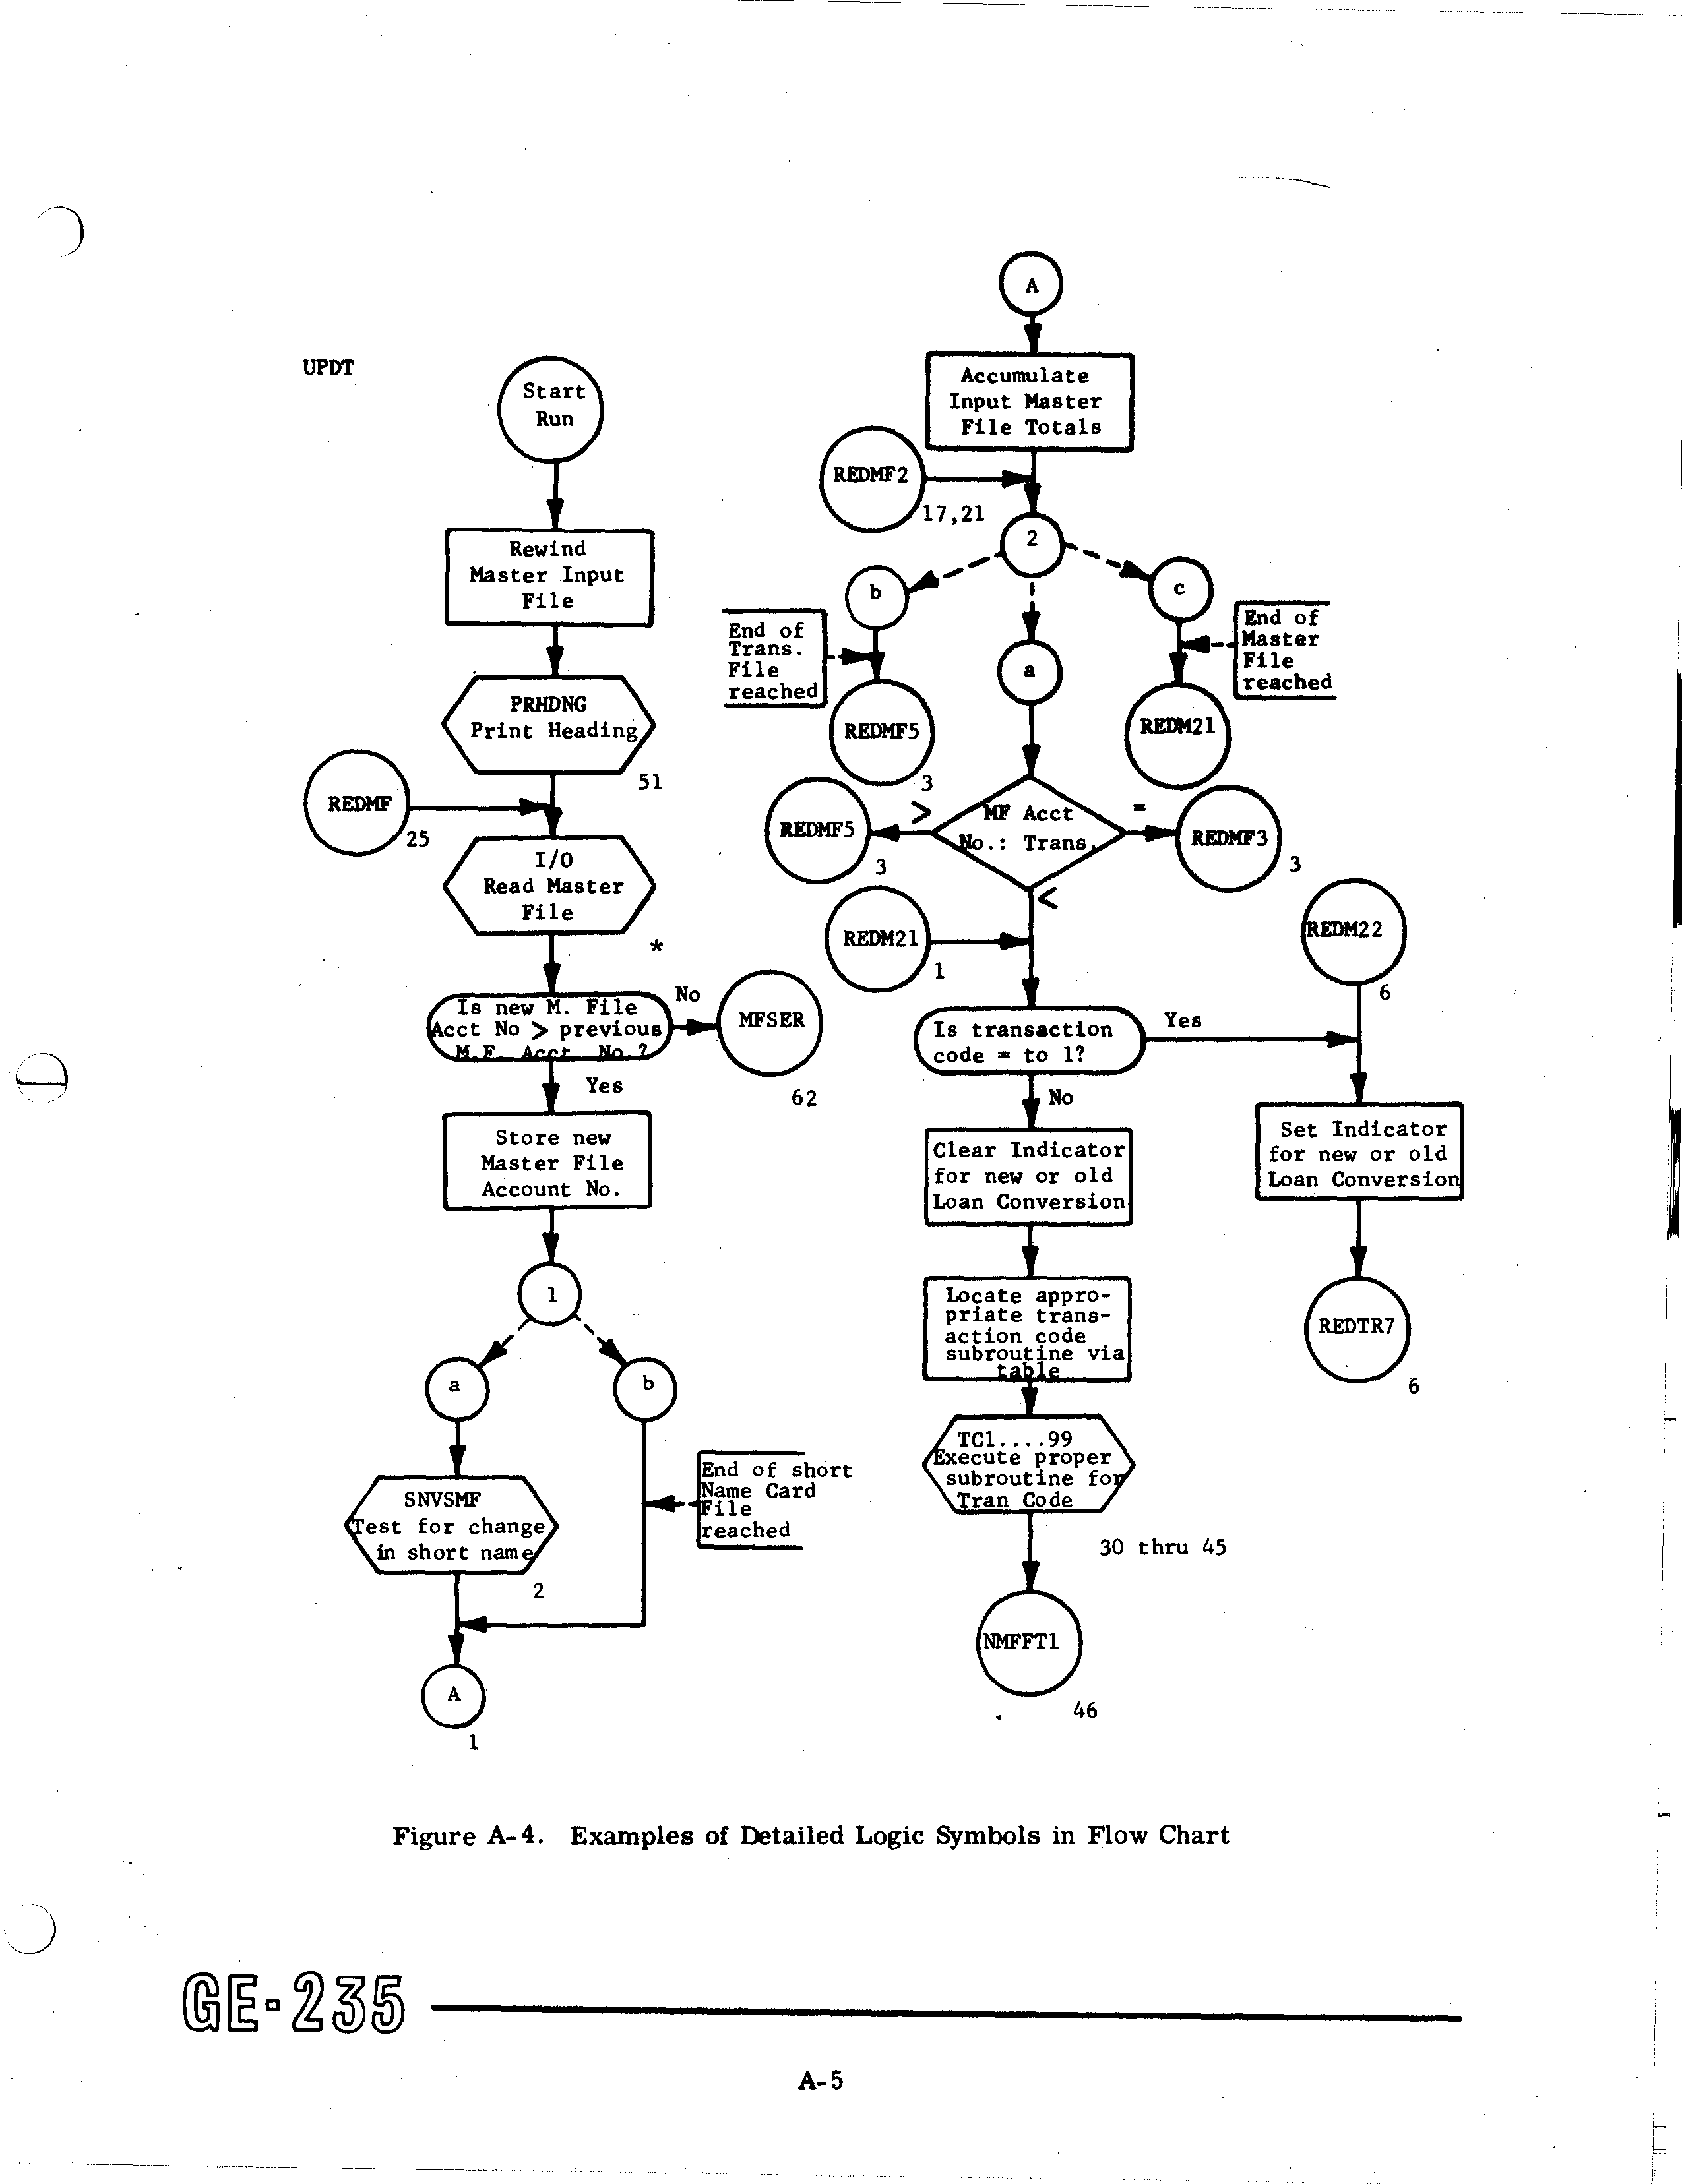 UPDT
Start
Run
Rewind
Master Input
File
PRHDNG
Print Heading
51
REDMF
25
I/O
Read Master
File
*
Is new M. File
Acct No > previous
M.F. Acct. No.?
No
MFSER
62
Yes
Store new
Master File
Account No.
1
a
b
SNVSMF
Test for change
in short name
2
End of short
Name Card
File
reached
A
1
A
Accumulate
Input Master
File Totals
REDMF2
17,21
2
b
a
c
End of
Trans.
File
reached
End of
Master
File
reached
REDMF5
3
REDM21
MF Acct
No.: Trans.
>
REDMF5
3
=
REDMF3
3
<
REDM21
1
REDM22
6
Is transaction
code = to 1?
Yes
No
Clear Indicator
for new or old
Loan Conversion
Set Indicator
for new or old
Loan Conversion
Locate appro-
priate trans-
action code
subroutine via
table
REDTR7
6
TC1....99
Execute proper
subroutine for
Tran Code
30 thru 45
NMFFT1
46
Figure A-4. Examples of Detailed Logic Symbols in Flow Chart
GE-235
A-5